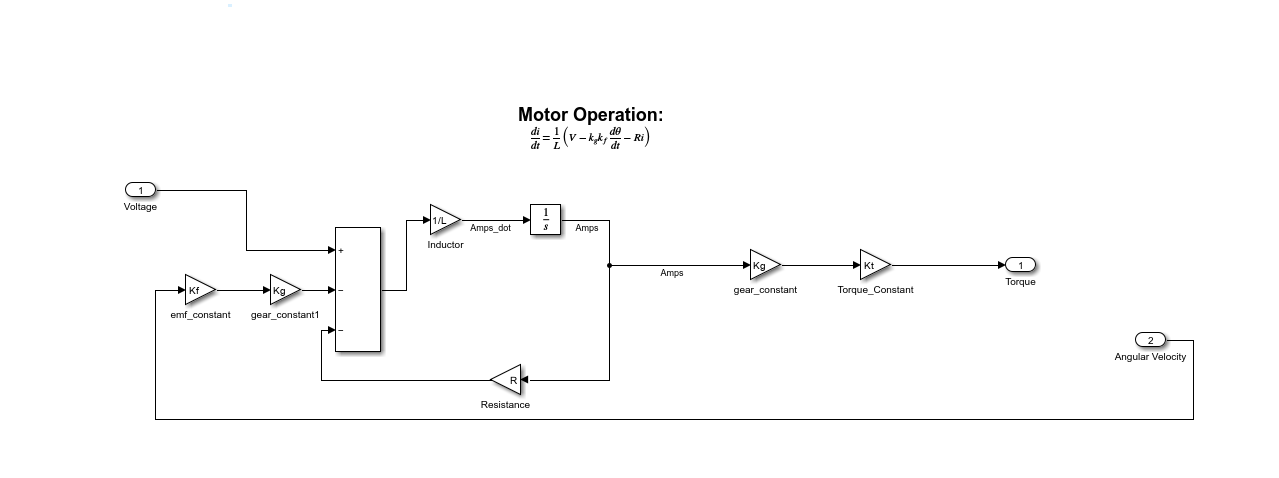 Motor Operation:
di/dt = 1/L (V − k_g k_f dθ/dt − Ri)
1
Voltage
+
−
−
Kf
emf_constant
Kg
gear_constant1
1/L
Inductor
Amps_dot
1/s
Amps
Amps
Kg
gear_constant
Kt
Torque_Constant
1
Torque
2
Angular Velocity
R
Resistance